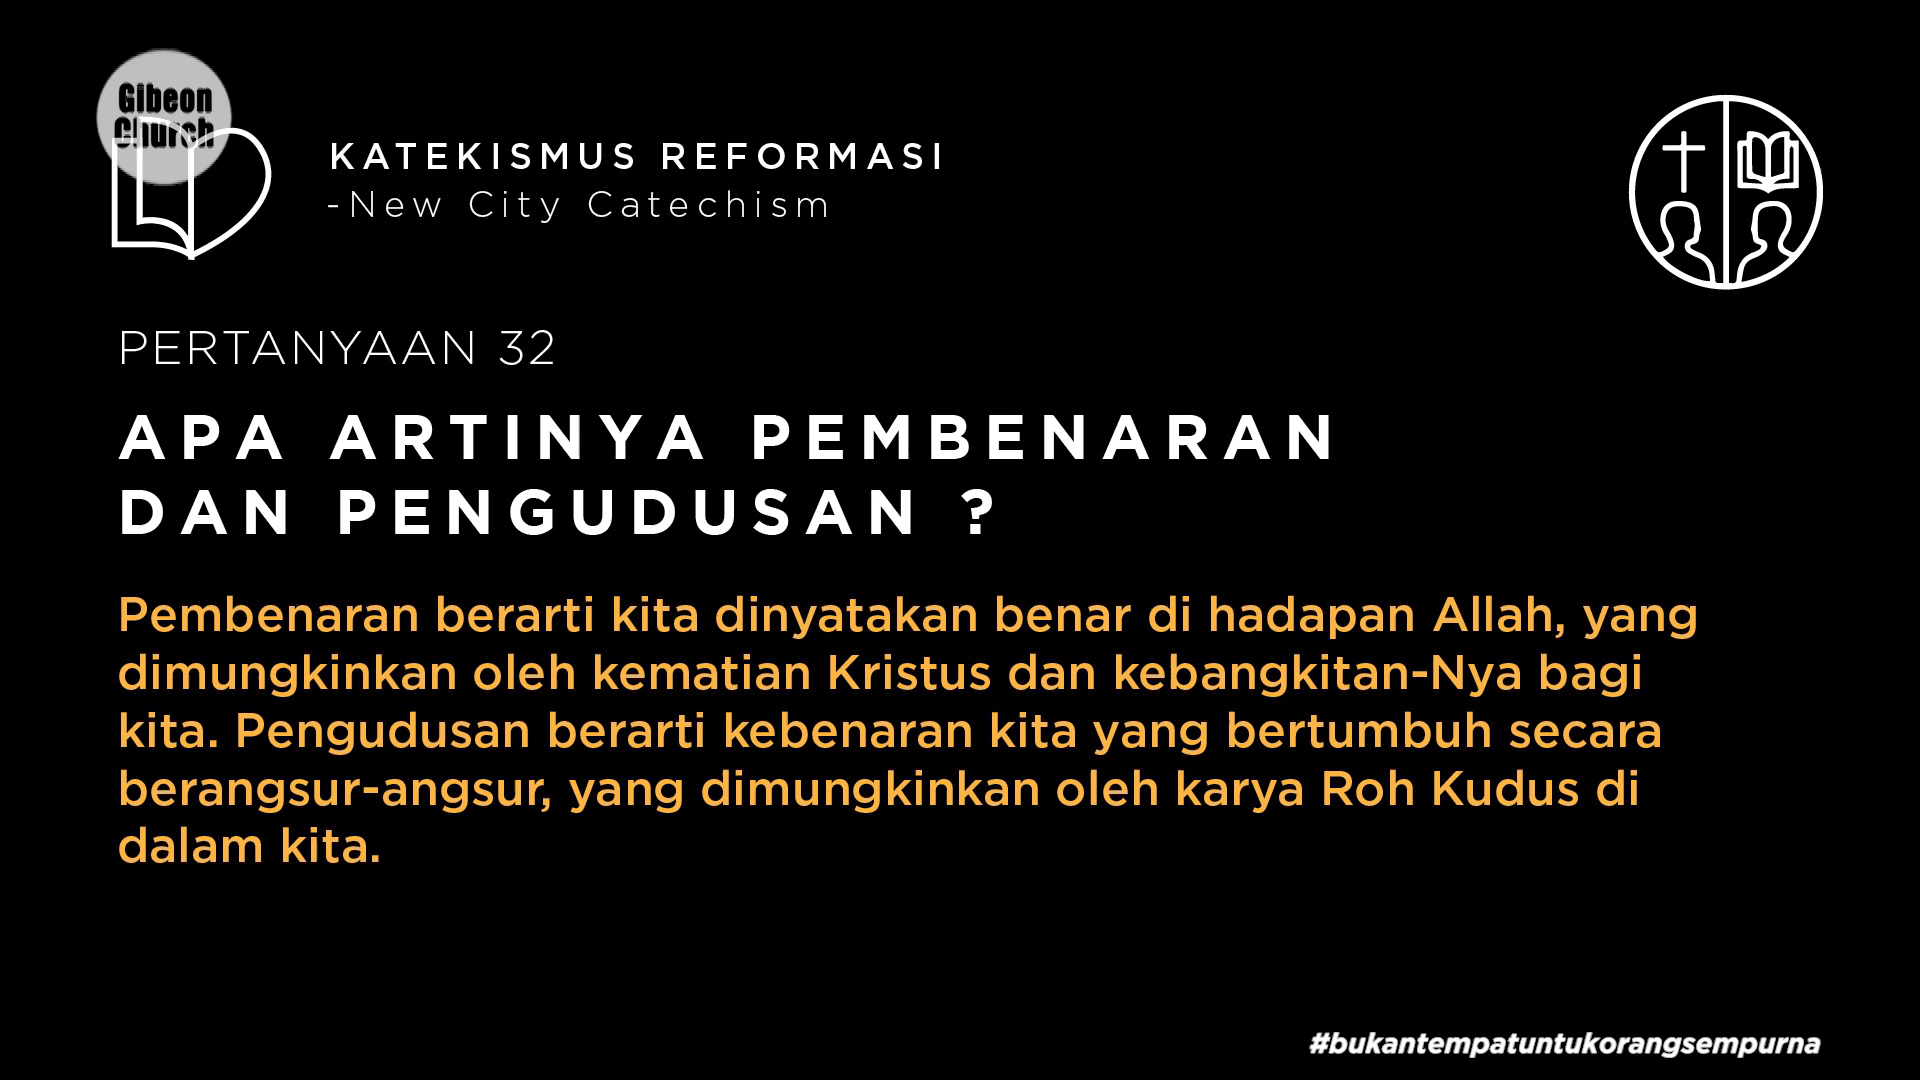 Gibeon
Church
KATEKISMUS REFORMASI
-New City Catechism
PERTANYAAN 32
APA ARTINYA PEMBENARAN
DAN PENGUDUSAN ?
Pembenaran berarti kita dinyatakan benar di hadapan Allah, yang
dimungkinkan oleh kematian Kristus dan kebangkitan-Nya bagi
kita. Pengudusan berarti kebenaran kita yang bertumbuh secara
berangsur-angsur, yang dimungkinkan oleh karya Roh Kudus di
dalam kita.
#bukantempatuntukorangsempurna